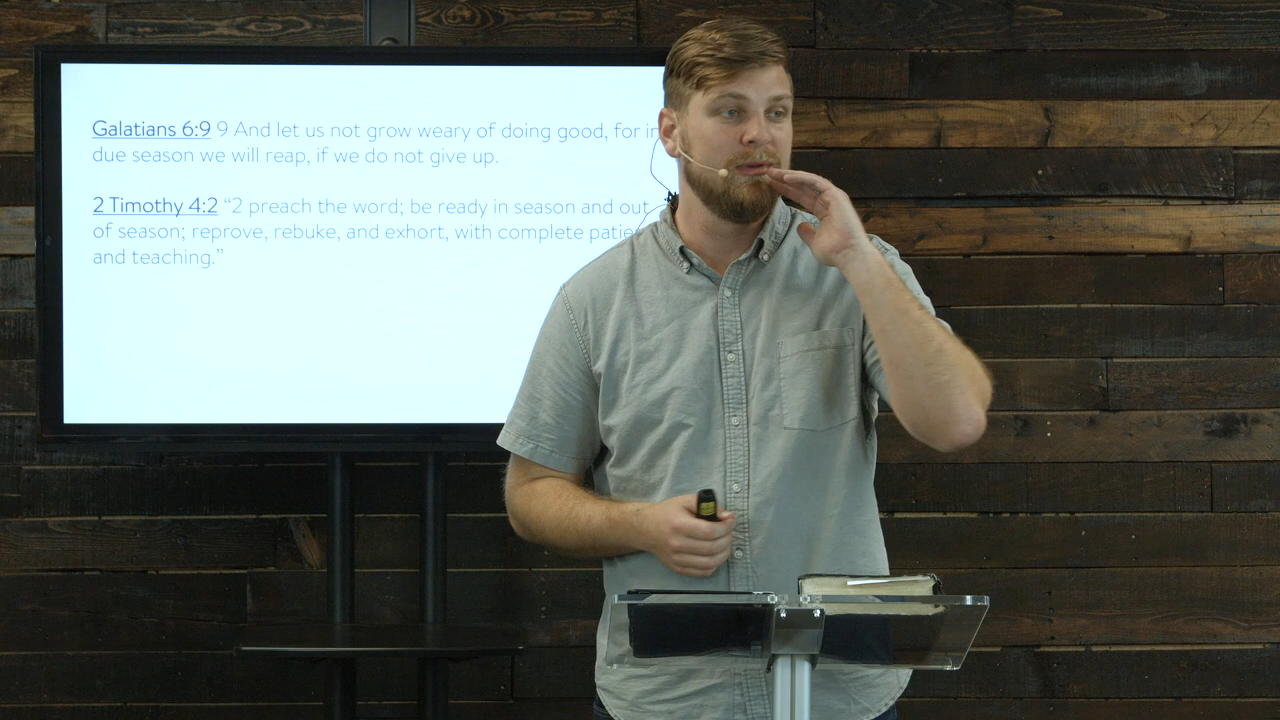 Galatians 6:9 9 And let us not grow weary of doing good, for in
due season we will reap, if we do not give up.
2 Timothy 4:2 “2 preach the word; be ready in season and out
of season; reprove, rebuke, and exhort, with complete
and teaching.”